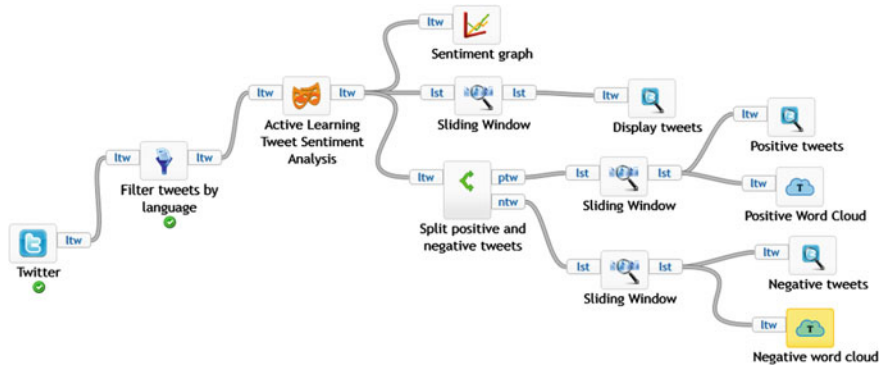 ltw
Sentiment graph
ltw
ltw
Active Learning
Tweet Sentiment
Analysis
lst
lst
Sliding Window
ltw
Display tweets
ltw
Positive tweets
ltw
ltw
Filter tweets by
language
ltw
ptw
ntw
Split positive and
negative tweets
lst
lst
Sliding Window
ltw
T
Positive Word Cloud
ltw
Twitter
lst
lst
Sliding Window
ltw
Negative tweets
ltw
T
Negative word cloud